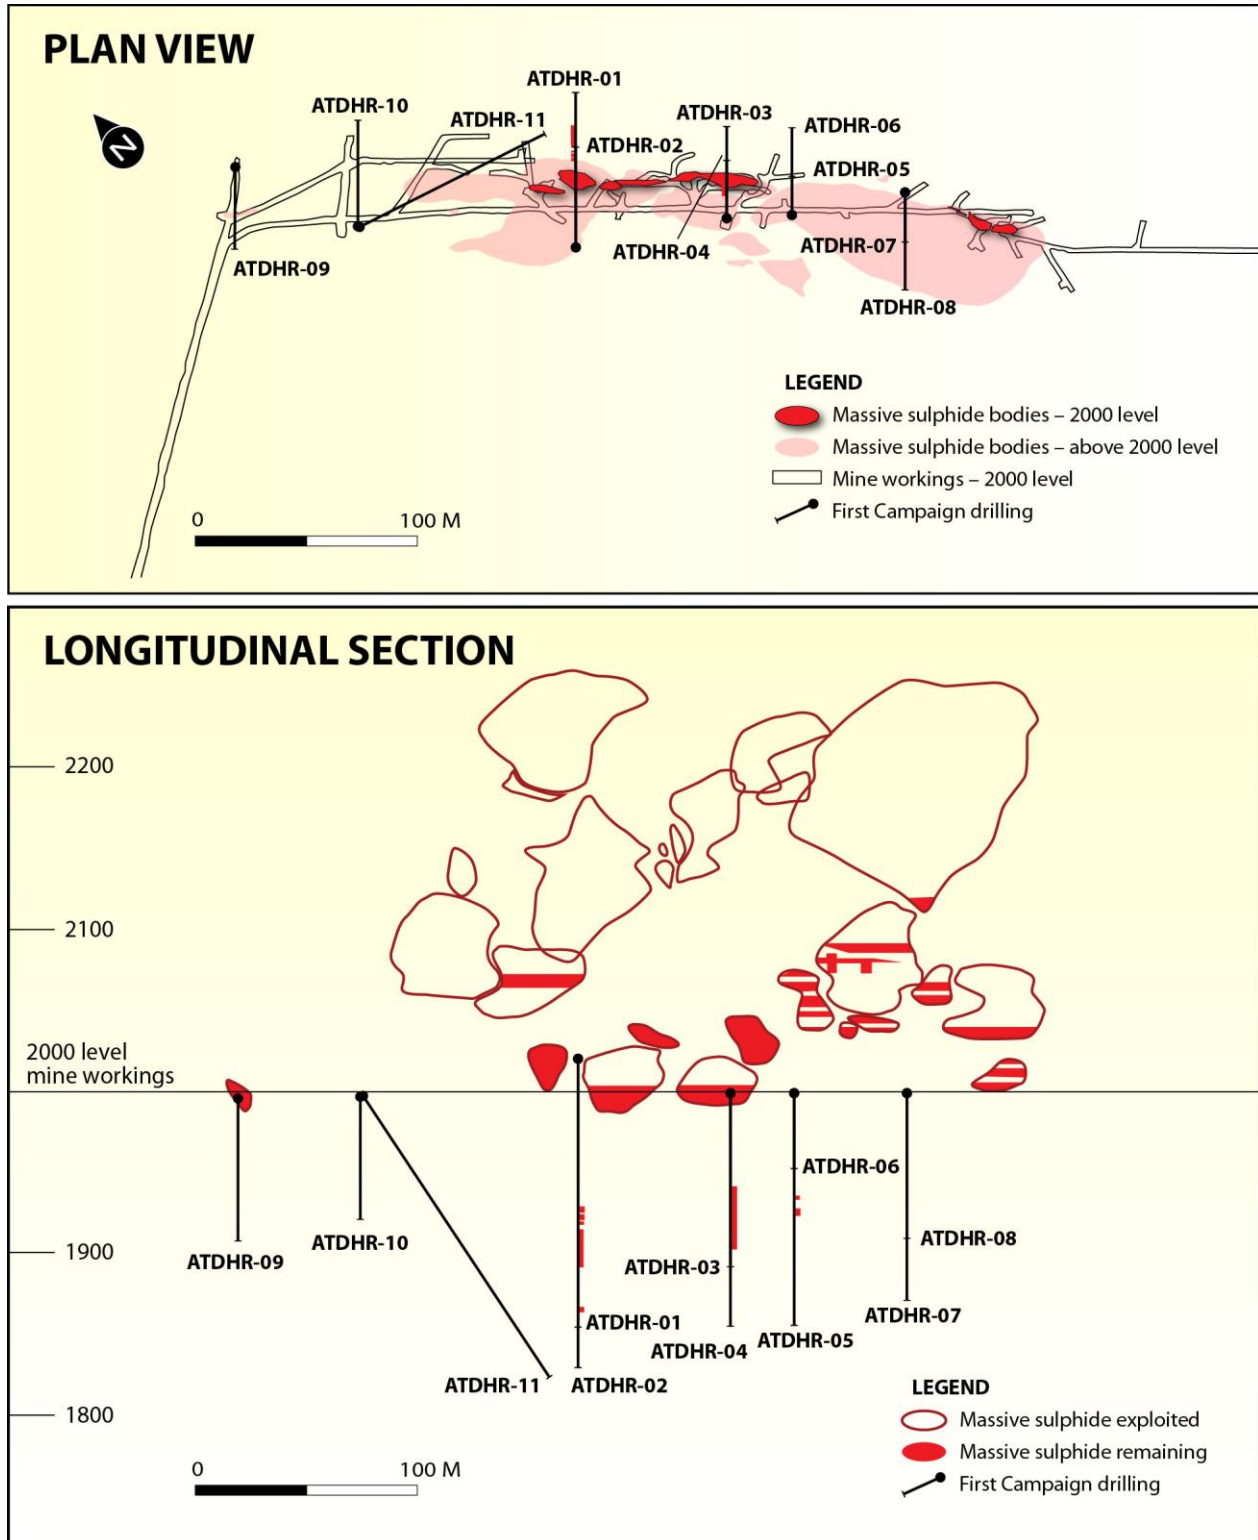 PLAN VIEW
N
ATDHR-01
ATDHR-10
ATDHR-11
ATDHR-03
ATDHR-06
ATDHR-02
ATDHR-05
ATDHR-09
ATDHR-04
ATDHR-07
ATDHR-08
LEGEND
Massive sulphide bodies – 2000 level
Massive sulphide bodies – above 2000 level
Mine workings – 2000 level
First Campaign drilling
0 100 M
LONGITUDINAL SECTION
2200
2100
2000 level
mine workings
1900
1800
ATDHR-06
ATDHR-08
ATDHR-10
ATDHR-09
ATDHR-03
ATDHR-07
ATDHR-01
ATDHR-05
ATDHR-04
ATDHR-11
ATDHR-02
LEGEND
Massive sulphide exploited
Massive sulphide remaining
First Campaign drilling
0 100 M